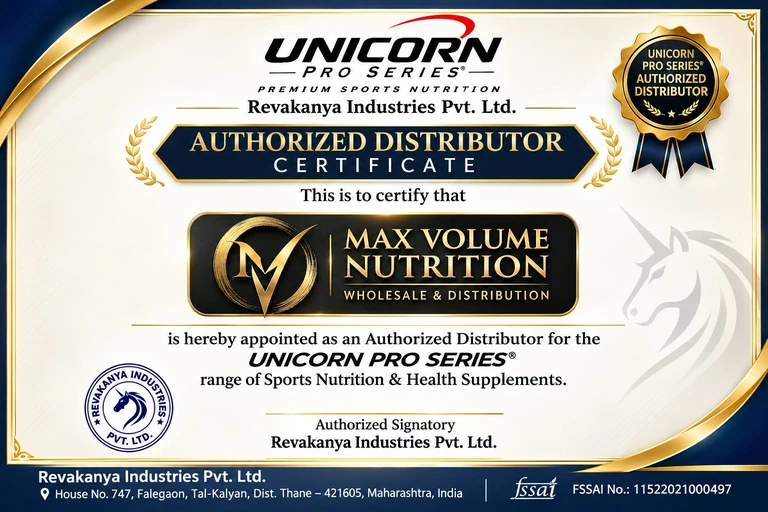 UNICORN
PRO SERIES®
PREMIUM SPORTS NUTRITION
Revakanya Industries Pvt. Ltd.
UNICORN
PRO SERIES®
AUTHORIZED
DISTRIBUTOR
AUTHORIZED DISTRIBUTOR
CERTIFICATE
This is to certify that
MV
MAX VOLUME
NUTRITION
WHOLESALE & DISTRIBUTION
is hereby appointed as an Authorized Distributor for the
UNICORN PRO SERIES®
range of Sports Nutrition & Health Supplements.
REVAKANYA INDUSTRIES
PVT. LTD.
Authorized Signatory
Revakanya Industries Pvt. Ltd.
Revakanya Industries Pvt. Ltd.
House No. 747, Falegaon, Tal-Kalyan, Dist. Thane – 421605, Maharashtra, India
fssai
FSSAI No.: 11522021000497